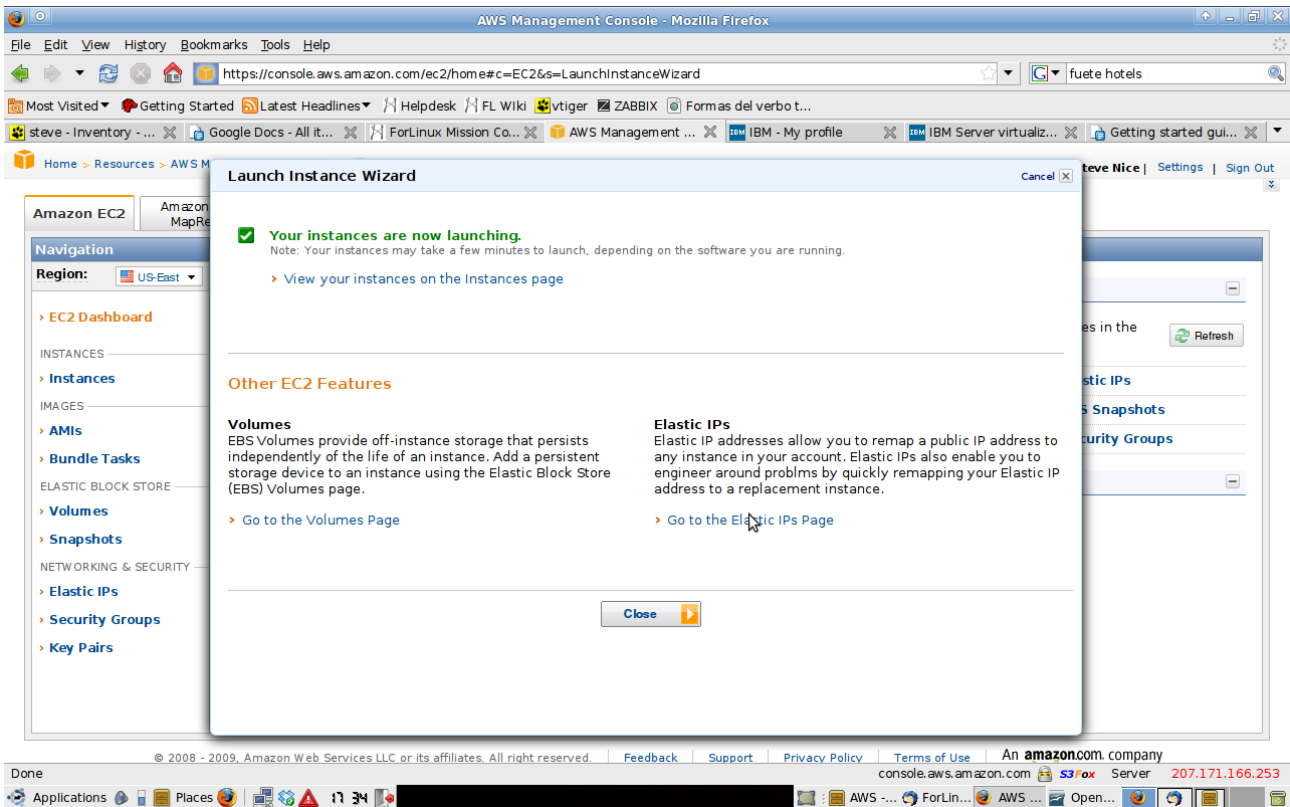 AWS Management Console - Mozilla Firefox
File Edit View History Bookmarks Tools Help
https://console.aws.amazon.com/ec2/home#c=EC2&s=LaunchInstanceWizard
G fuete hotels
Most Visited Getting Started Latest Headlines Helpdesk FL WIki vtiger ZABBIX Formas del verbo t...
steve - Inventory - ... Google Docs - All it... ForLinux Mission Co... AWS Management ... IBM - My profile IBM Server virtualiz... Getting started gui...
Home > Resources > AWS M
teve Nice | Settings | Sign Out
Launch Instance Wizard
Cancel
Amazon EC2
Amazon
MapRe
Navigation
Region: US-East
EC2 Dashboard
INSTANCES
Instances
IMAGES
AMIs
Bundle Tasks
ELASTIC BLOCK STORE
Volumes
Snapshots
NETWORKING & SECURITY
Elastic IPs
Security Groups
Key Pairs
Your instances are now launching.
Note: Your instances may take a few minutes to launch, depending on the software you are running.
View your instances on the Instances page
Other EC2 Features
Volumes
EBS Volumes provide off-instance storage that persists
independently of the life of an instance. Add a persistent
storage device to an instance using the Elastic Block Store
(EBS) Volumes page.
Go to the Volumes Page
Elastic IPs
Elastic IP addresses allow you to remap a public IP address to
any instance in your account. Elastic IPs also enable you to
engineer around problms by quickly remapping your Elastic IP
address to a replacement instance.
Go to the Elastic IPs Page
Close
es in the
Refresh
stic IPs
S Snapshots
curity Groups
© 2008 - 2009, Amazon Web Services LLC or its affiliates. All right reserved. Feedback Support Privacy Policy Terms of Use An amazon.com. company
Done
console.aws.amazon.com S3Fox Server 207.171.166.253
Applications Places 17 34 AWS -... ForLin... AWS ... Open...